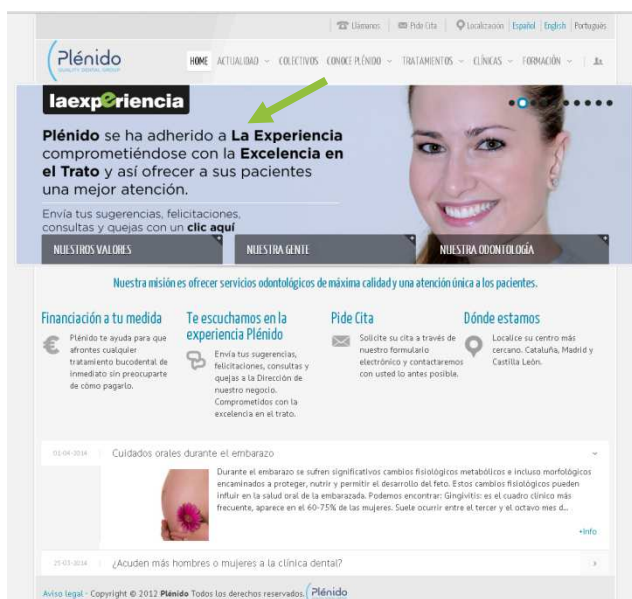 Llámanos Pide Cita Localización Español English Portugués
Plénido
QUALITY DENTAL GROUP
HOME ACTUALIDAD COLECTIVOS CONOCE PLÉNIDO TRATAMIENTOS CLÍNICAS FORMACIÓN
laexperiencia
Plénido se ha adherido a La Experiencia
comprometiéndose con la Excelencia en
el Trato y así ofrecer a sus pacientes
una mejor atención.
Envía tus sugerencias, felicitaciones,
consultas y quejas con un clic aquí
NUESTROS VALORES NUESTRA GENTE NUESTRA ODONTOLOGÍA
Nuestra misión es ofrecer servicios odontológicos de máxima calidad y una atención única a los pacientes.
Financiación a tu medida
Plénido te ayuda para que
afrontes cualquier
tratamiento bucodental de
inmediato sin preocuparte
de cómo pagarlo.
Te escuchamos en la
experiencia Plénido
Envía tus sugerencias,
felicitaciones, consultas y
quejas a la Dirección de
nuestro negocio.
Comprometidos con la
excelencia en el trato.
Pide Cita
Solicite su cita a través de
nuestro formulario
electrónico y contactaremos
con usted lo antes posible.
Dónde estamos
Localice su centro más
cercano. Cataluña, Madrid y
Castilla León.
Cuidados orales durante el embarazo
Durante el embarazo se sufren significativos cambios fisiológicos metabólicos e incluso morfológicos
encaminados a proteger, nutrir y permitir el desarrollo del feto. Estos cambios fisiológicos pueden
influir en la salud oral de la embarazada. Podemos encontrar: Gingivitis: es el cuadro clínico más
frecuente, aparece en el 60-75% de las mujeres. Suele ocurrir entre el tercer y el octavo mes d...
+Info
25-03-2014 ¿Acuden más hombres o mujeres a la clínica dental?
Aviso legal - Copyright © 2012 Plénido Todos los derechos reservados. Plénido